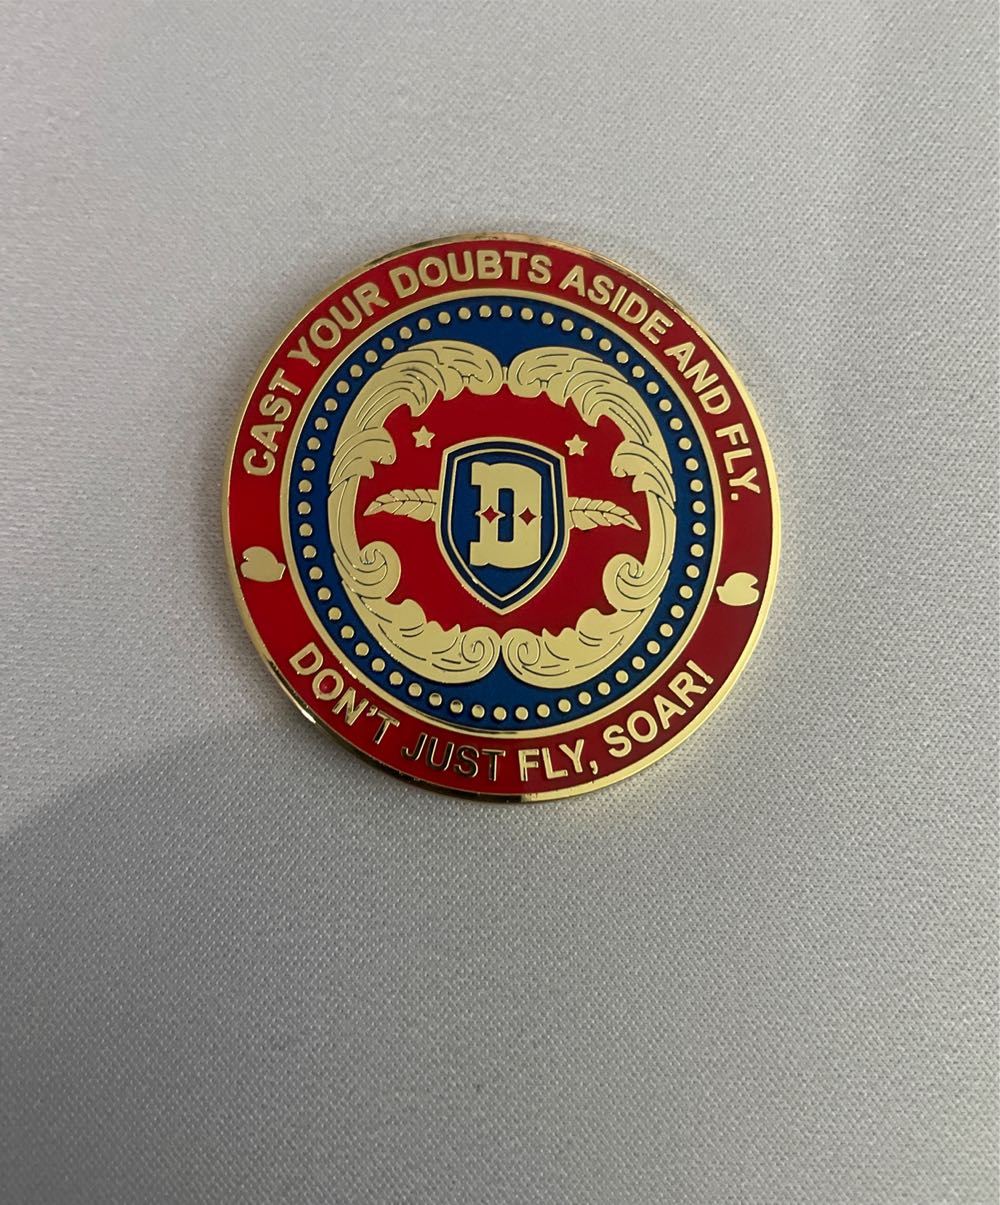 CAST YOUR DOUBTS ASIDE AND FLY.
D
DON'T JUST FLY, SOAR!